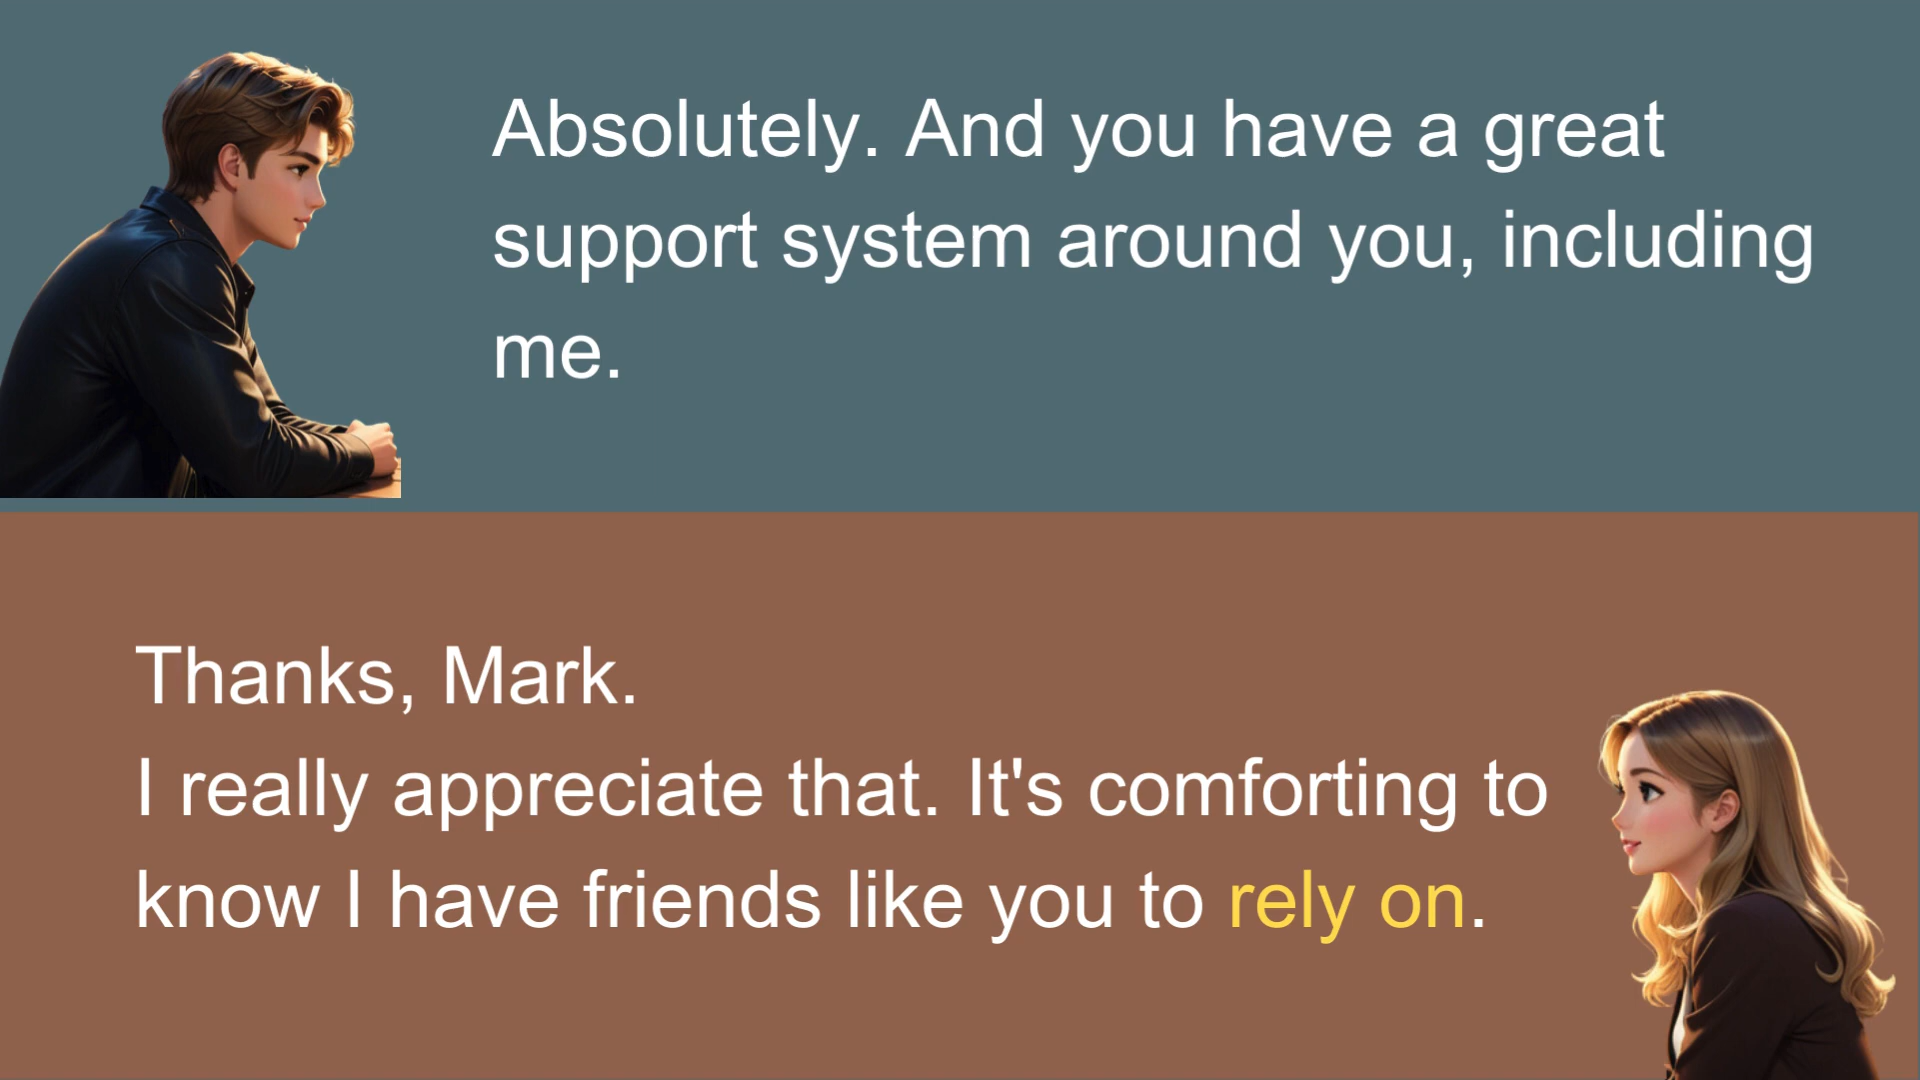 Absolutely. And you have a great
support system around you, including
me.
Thanks, Mark.
I really appreciate that. It's comforting to
know I have friends like you to rely on.